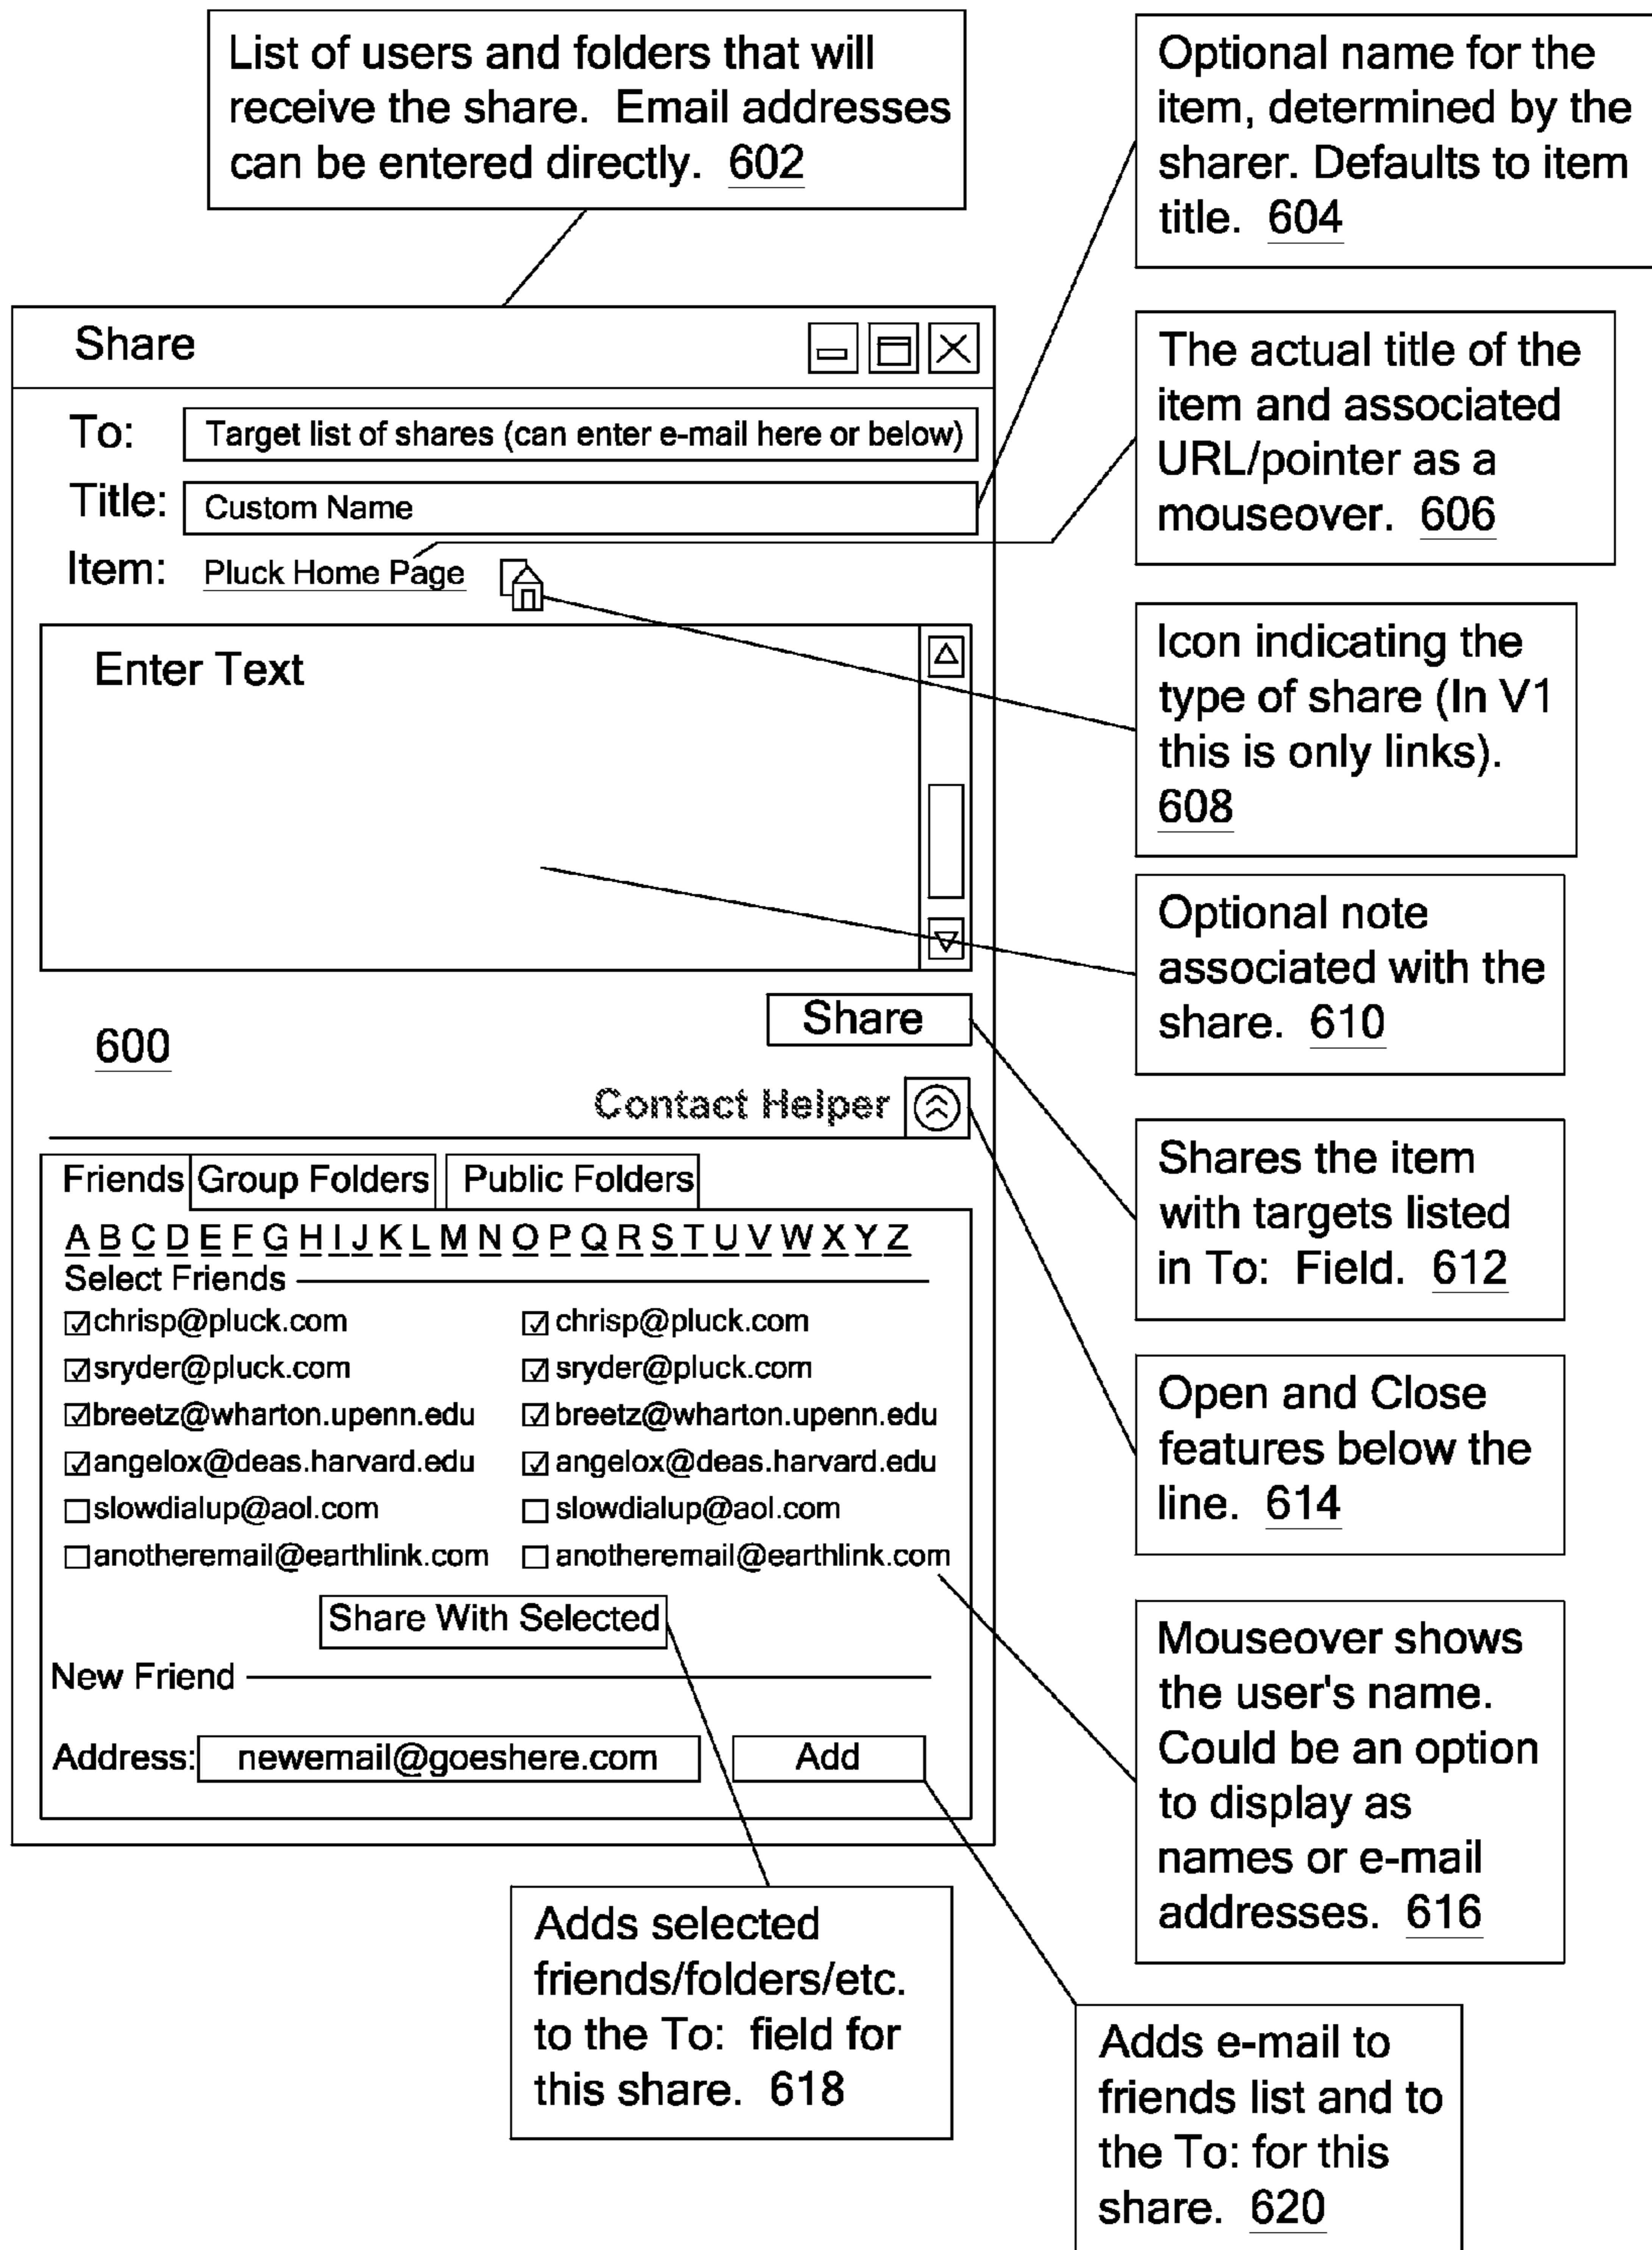 List of users and folders that will
receive the share. Email addresses
can be entered directly. 602
Optional name for the
item, determined by the
sharer. Defaults to item
title. 604
Share
To: Target list of shares (can enter e-mail here or below)
Title: Custom Name
Item: Pluck Home Page
The actual title of the
item and associated
URL/pointer as a
mouseover. 606
Enter Text
Icon indicating the
type of share (In V1
this is only links).
608
Optional note
associated with the
share. 610
Share
600
Contact Helper
Shares the item
with targets listed
in To: Field. 612
Friends Group Folders Public Folders
A B C D E F G H I J K L M N O P Q R S T U V W X Y Z
Select Friends
chrisp@pluck.com chrisp@pluck.com
sryder@pluck.com sryder@pluck.com
breetz@wharton.upenn.edu breetz@wharton.upenn.edu
angelox@deas.harvard.edu angelox@deas.harvard.edu
slowdialup@aol.com slowdialup@aol.com
anotheremail@earthlink.com anotheremail@earthlink.com
Open and Close
features below the
line. 614
Share With Selected
New Friend
Address: newemail@goeshere.com Add
Mouseover shows
the user's name.
Could be an option
to display as
names or e-mail
addresses. 616
Adds selected
friends/folders/etc.
to the To: field for
this share. 618
Adds e-mail to
friends list and to
the To: for this
share. 620